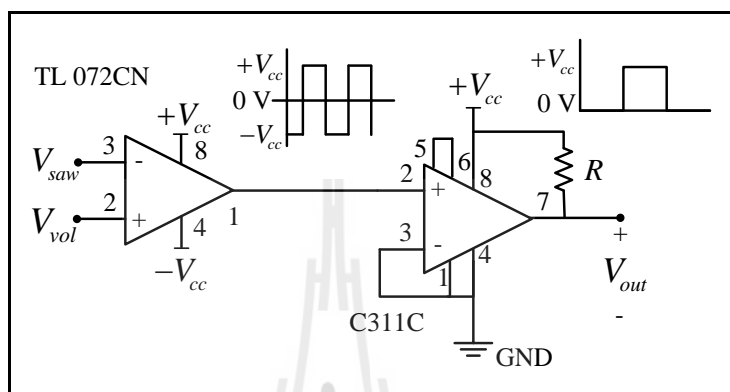 TL 072CN
+Vcc
0 V
−Vcc
+Vcc
0 V
+Vcc
8
Vsaw
3
-
Vvol
2
+
4
1
−Vcc
+Vcc
5
6
8
2
+
3
-
1
4
7
R
+
Vout
-
C311C
GND